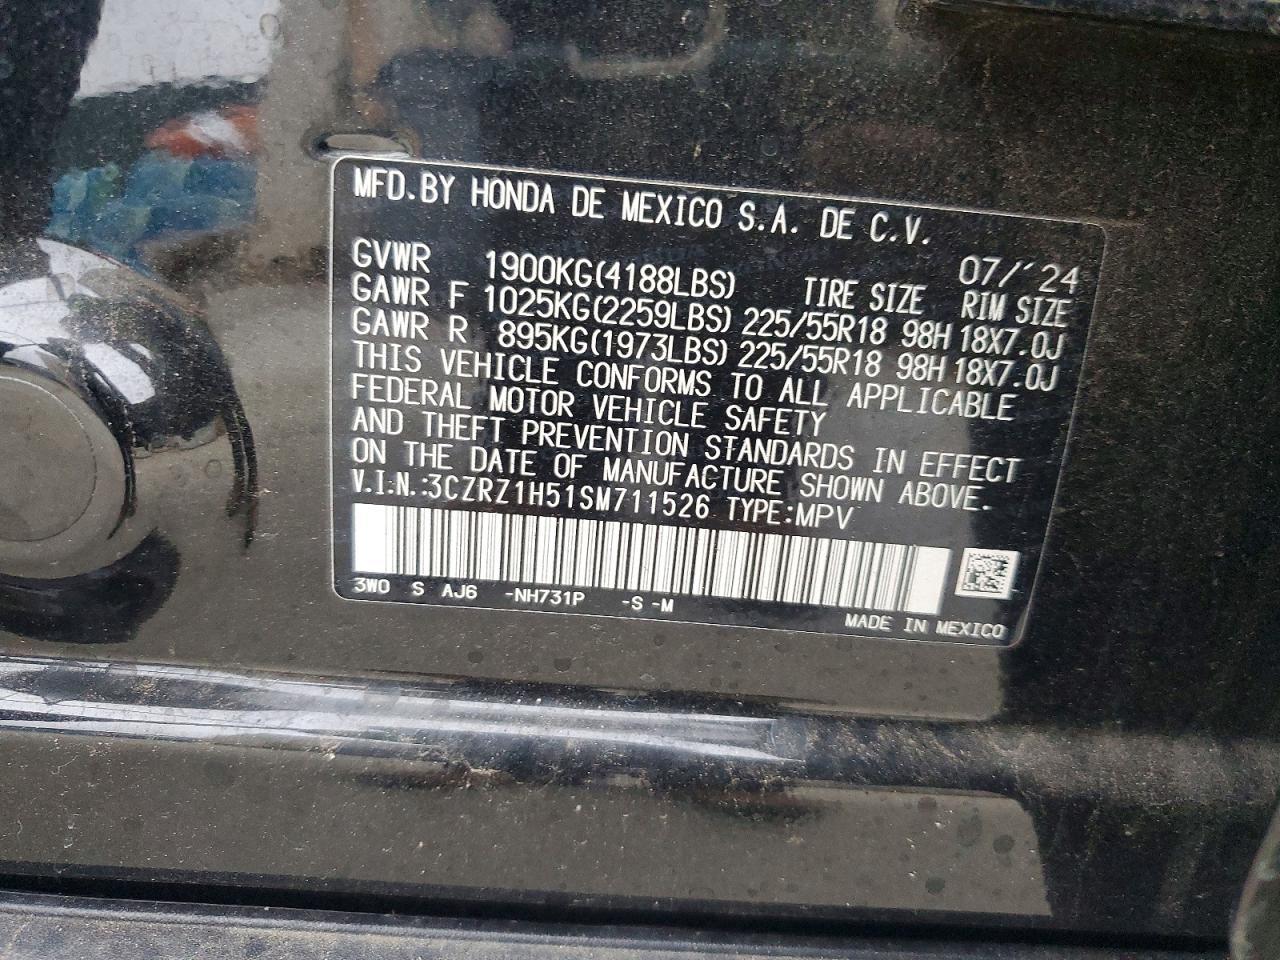 MFD.BY HONDA DE MEXICO S.A. DE C.V.
07/´24
GVWR 1900KG(4188LBS) TIRE SIZE RIM SIZE
GAWR F 1025KG(2259LBS) 225/55R18 98H 18X7.0J
GAWR R 895KG(1973LBS) 225/55R18 98H 18X7.0J
THIS VEHICLE CONFORMS TO ALL APPLICABLE
FEDERAL MOTOR VEHICLE SAFETY
AND THEFT PREVENTION STANDARDS IN EFFECT
ON THE DATE OF MANUFACTURE SHOWN ABOVE.
V.I.N.:3CZRZ1H51SM711526 TYPE:MPV
3W0 S AJ6 -NH731P -S -M
MADE IN MEXICO